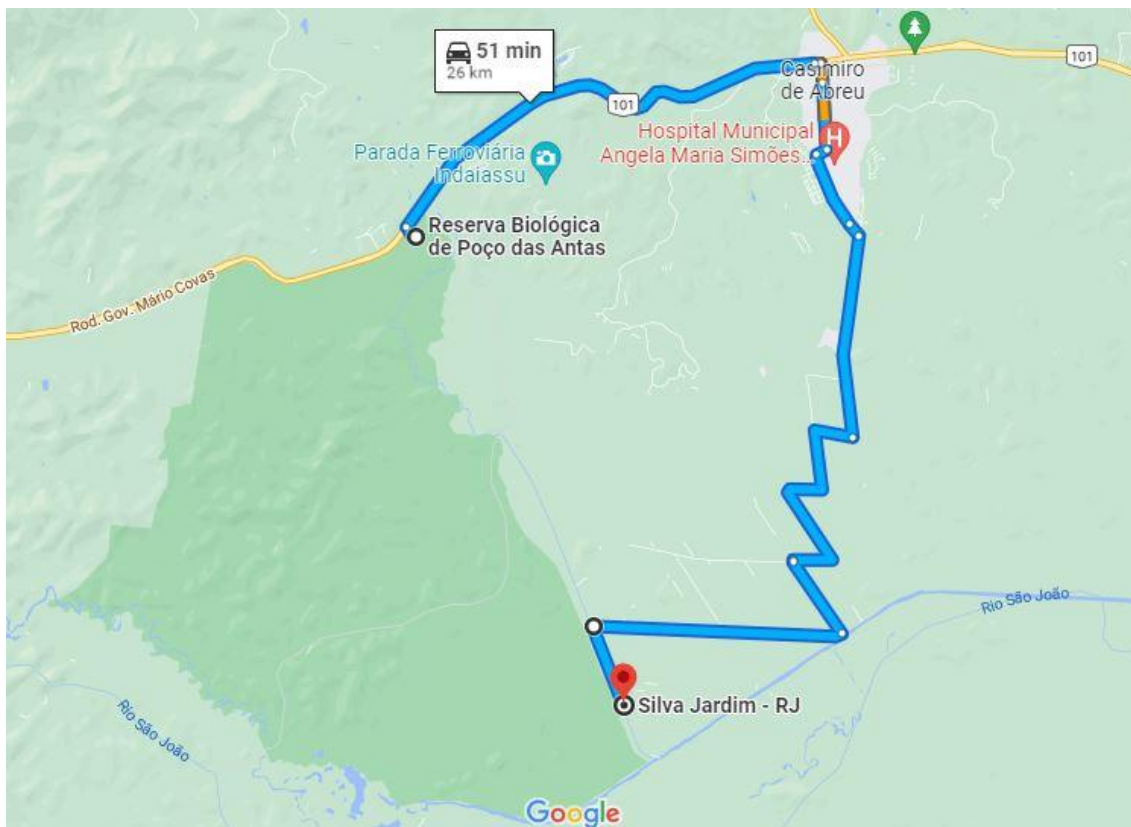 51 min
26 km
101
101
Casimiro
de Abreu
Hospital Municipal
Angela Maria Simões...
H
Parada Ferroviária
Indaiassu
Reserva Biológica
de Poço das Antas
Rod. Gov. Mário Covas
Rio São João
Silva Jardim - RJ
Rio São João
Google